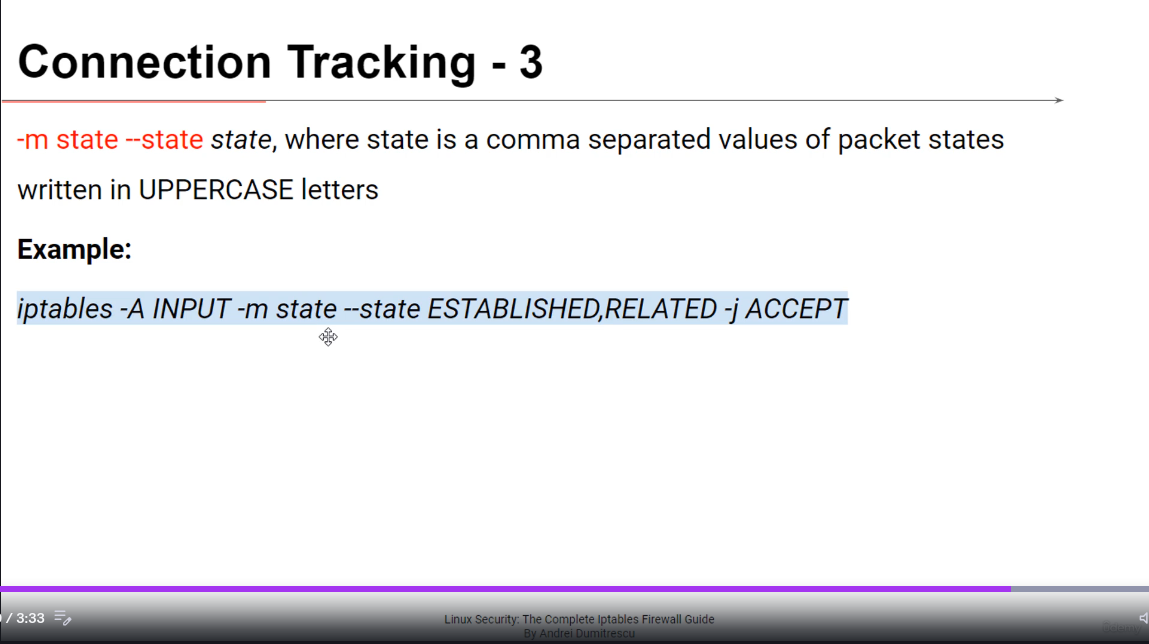 Connection Tracking - 3
-m state --state state, where state is a comma separated values of packet states
written in UPPERCASE letters
Example:
iptables -A INPUT -m state --state ESTABLISHED,RELATED -j ACCEPT
/ 3:33
Linux Security: The Complete Iptables Firewall Guide
By Andrei Dumitrescu